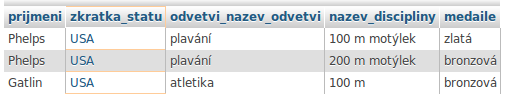 prijmeni zkratka_statu odvetvi_nazev_odvetvi nazev_discipliny medaile
Phelps USA plavání 100 m motýlek zlatá
Phelps USA plavání 200 m motýlek bronzová
Gatlin USA atletika 100 m bronzová